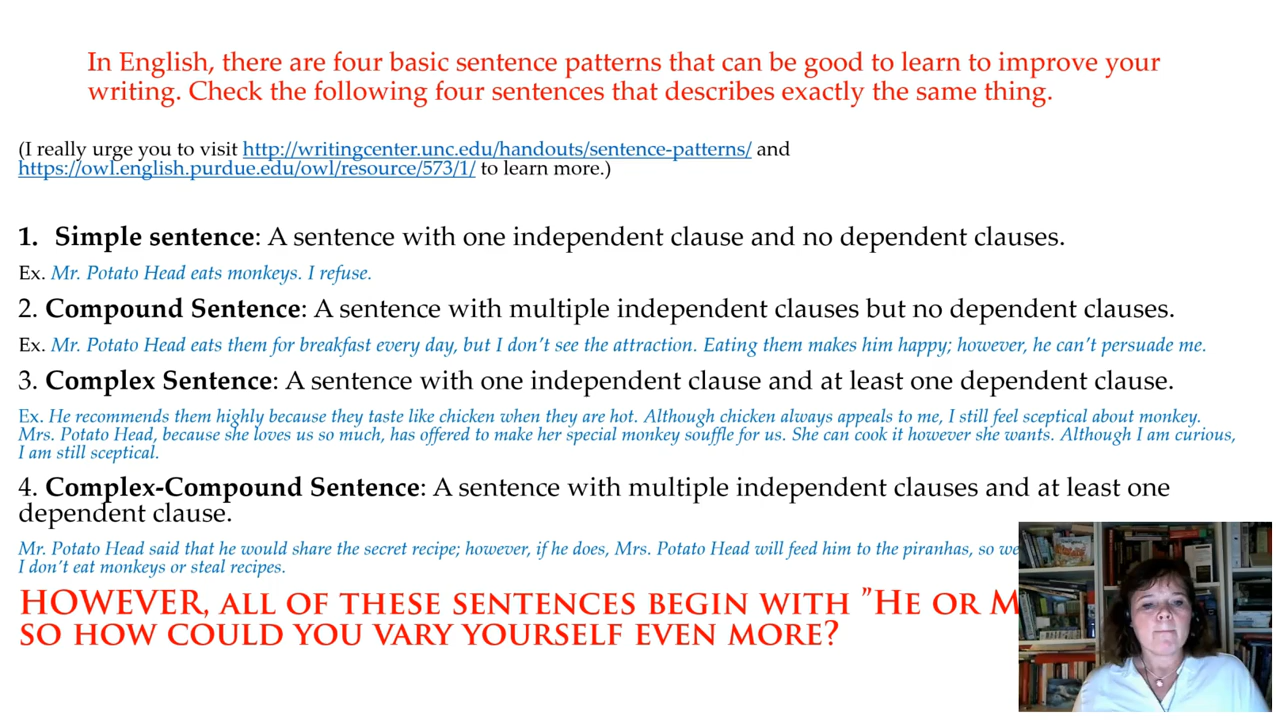 In English, there are four basic sentence patterns that can be good to learn to improve your
writing. Check the following four sentences that describes exactly the same thing.
(I really urge you to visit http://writingcenter.unc.edu/handouts/sentence-patterns/ and
https://owl.english.purdue.edu/owl/resource/573/1/ to learn more.)
1. Simple sentence: A sentence with one independent clause and no dependent clauses.
Ex. Mr. Potato Head eats monkeys. I refuse.
2. Compound Sentence: A sentence with multiple independent clauses but no dependent clauses.
Ex. Mr. Potato Head eats them for breakfast every day, but I don't see the attraction. Eating them makes him happy; however, he can't persuade me.
3. Complex Sentence: A sentence with one independent clause and at least one dependent clause.
Ex. He recommends them highly because they taste like chicken when they are hot. Although chicken always appeals to me, I still feel sceptical about monkey.
Mrs. Potato Head, because she loves us so much, has offered to make her special monkey souffle for us. She can cook it however she wants. Although I am curious,
I am still sceptical.
4. Complex-Compound Sentence: A sentence with multiple independent clauses and at least one
dependent clause.
Mr. Potato Head said that he would share the secret recipe; however, if he does, Mrs. Potato Head will feed him to the piranhas, so we
I don't eat monkeys or steal recipes.
HOWEVER, ALL OF THESE SENTENCES BEGIN WITH ”HE OR M
SO HOW COULD YOU VARY YOURSELF EVEN MORE?